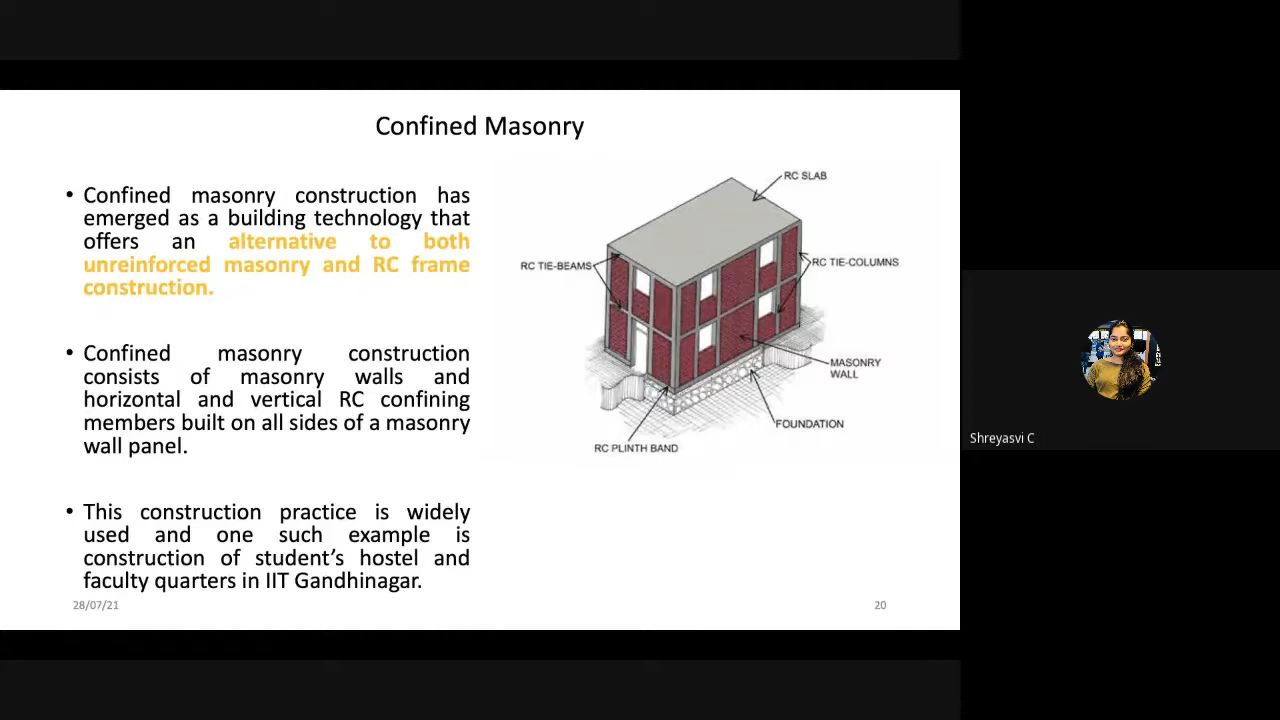 Confined Masonry
• Confined masonry construction has
emerged as a building technology that
offers an alternative to both
unreinforced masonry and RC frame
construction.
• Confined masonry construction
consists of masonry walls and
horizontal and vertical RC confining
members built on all sides of a masonry
wall panel.
• This construction practice is widely
used and one such example is
construction of student’s hostel and
faculty quarters in IIT Gandhinagar.
RC SLAB
RC TIE-BEAMS
RC TIE-COLUMNS
MASONRY
WALL
FOUNDATION
RC PLINTH BAND
28/07/21
20
Shreyasvi C